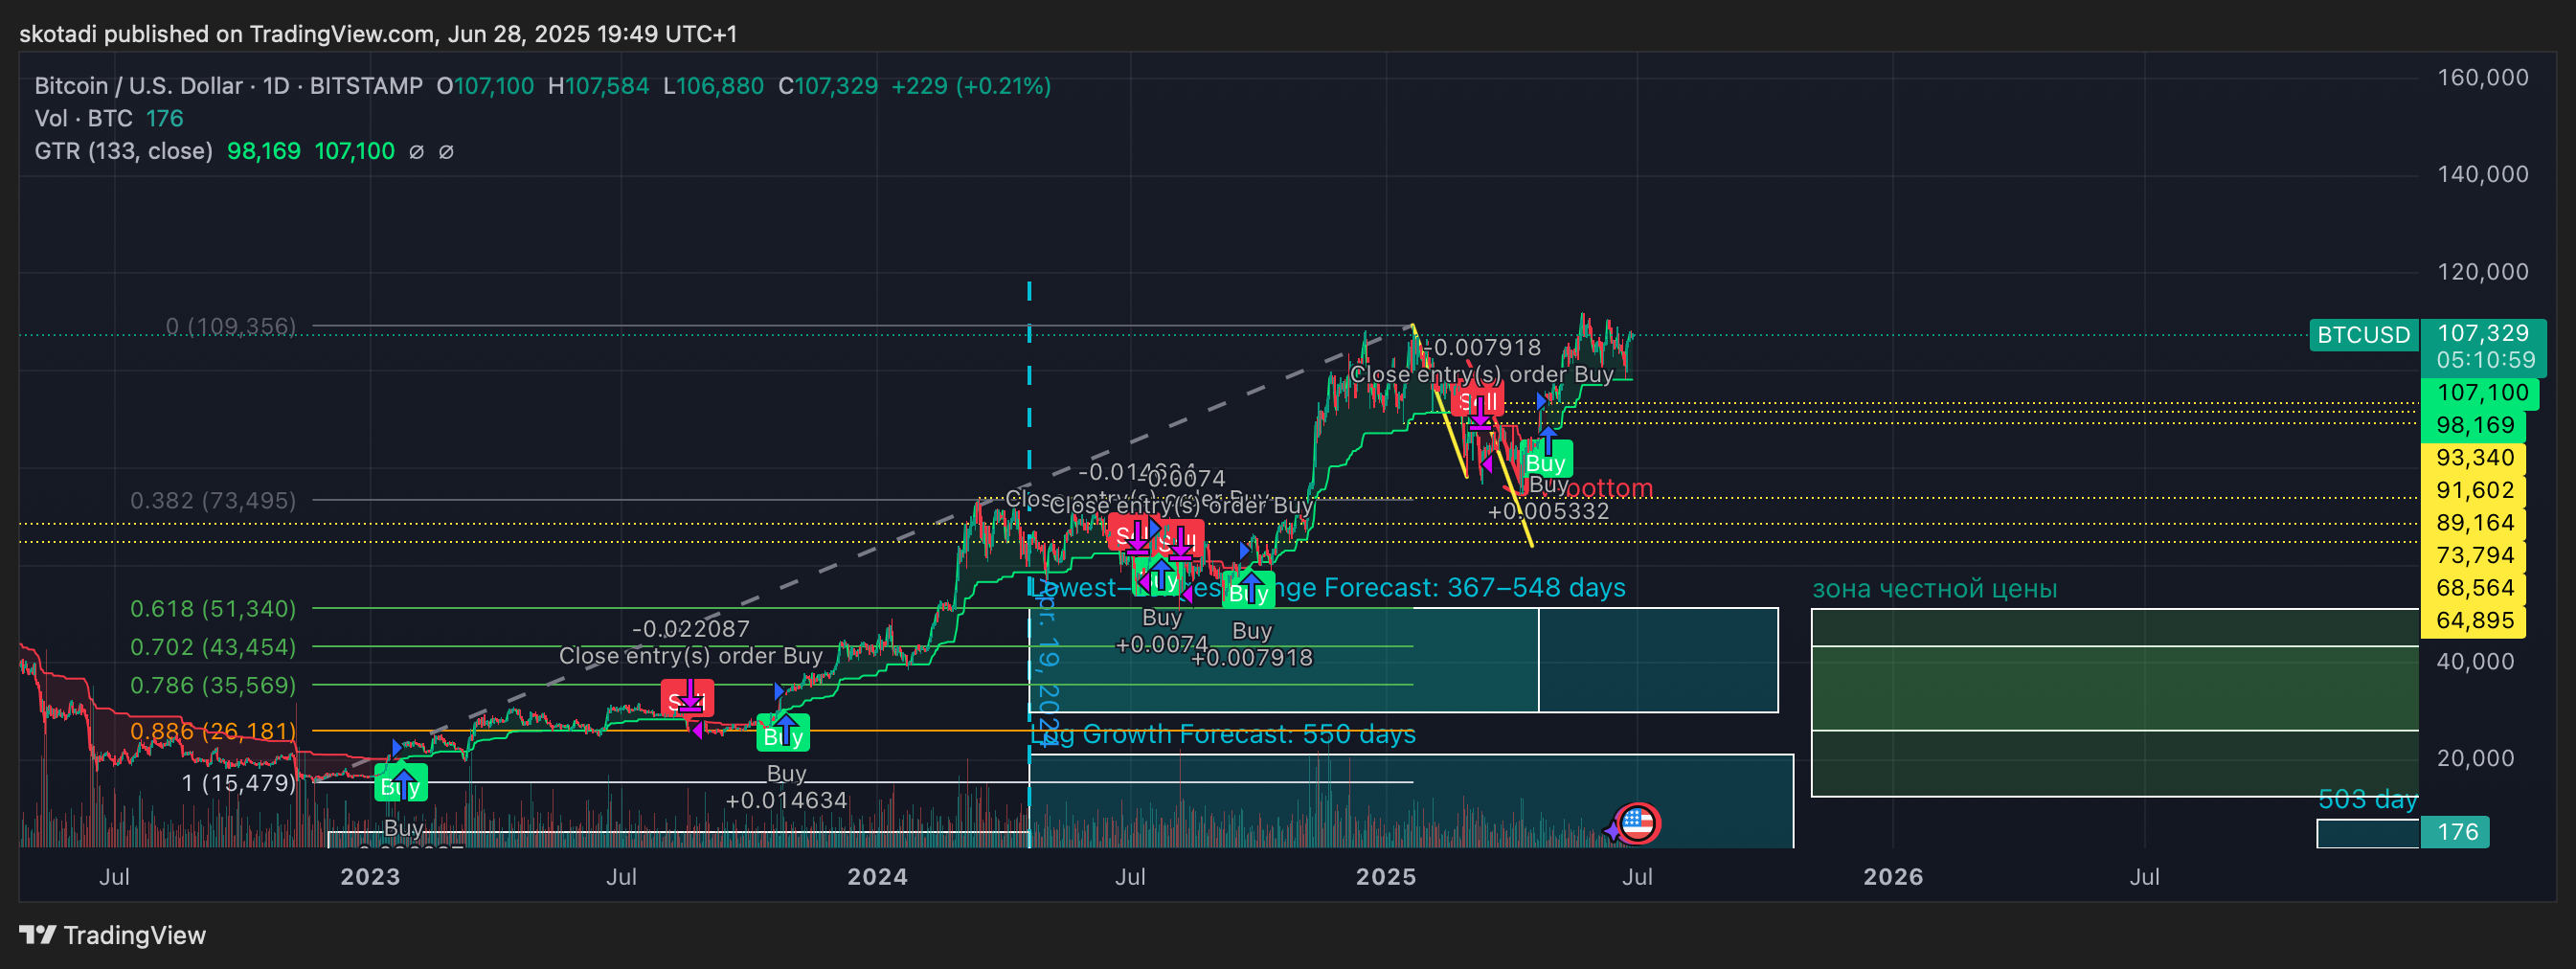 skotadi published on TradingView.com, Jun 28, 2025 19:49 UTC+1
Bitcoin / U.S. Dollar · 1D · BITSTAMP O107,100 H107,584 L106,880 C107,329 +229 (+0.21%)
Vol · BTC 176
GTR (133, close) 98,169 107,100 ∅ ∅
160,000
140,000
120,000
0 (109,356)
BTCUSD 107,329
05:10:59
-0.007918
Close entry(s) order Buy
107,100
Sell
98,169
93,340
Buy
-0.0074
0.382 (73,495)
Close entry(s) order Buy
Buy
bottom
91,602
+0.005332
89,164
Sell
Sell
73,794
Buy
Buy
Lowest–
nge Forecast: 367–548 days
зона честной цены
68,564
0.618 (51,340)
Apr. 19, 2024
Buy
Buy
64,895
-0.022087
+0.0074
+0.007918
0.702 (43,454)
Close entry(s) order Buy
40,000
0.786 (35,569)
Sell
0.886 (26,181)
Buy
Log Growth Forecast: 550 days
20,000
1 (15,479)
Buy
Buy
+0.014634
503 day
Buy
176
Jul
2023
Jul
2024
Jul
2025
Jul
2026
Jul
TradingView